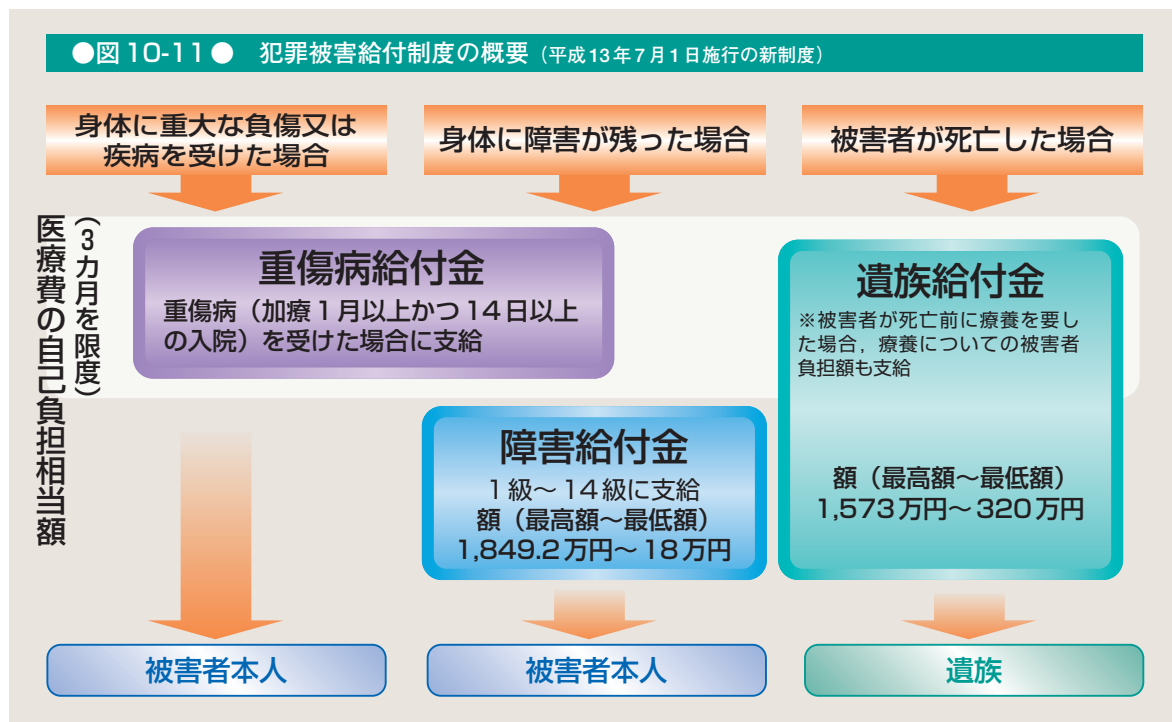 ●図10-11● 犯罪被害給付制度の概要（平成13年7月1日施行の新制度）
身体に重大な負傷又は
疾病を受けた場合
身体に障害が残った場合
被害者が死亡した場合
医療費の自己負担相当額
（3カ月を限度）
重傷病給付金
重傷病（加療1月以上かつ14日以上
の入院）を受けた場合に支給
遺族給付金
※被害者が死亡前に療養を要し
た場合，療養についての被害者
負担額も支給
額（最高額～最低額）
1,573万円～320万円
障害給付金
1級～14級に支給
額（最高額～最低額）
1,849.2万円～18万円
被害者本人
被害者本人
遺族